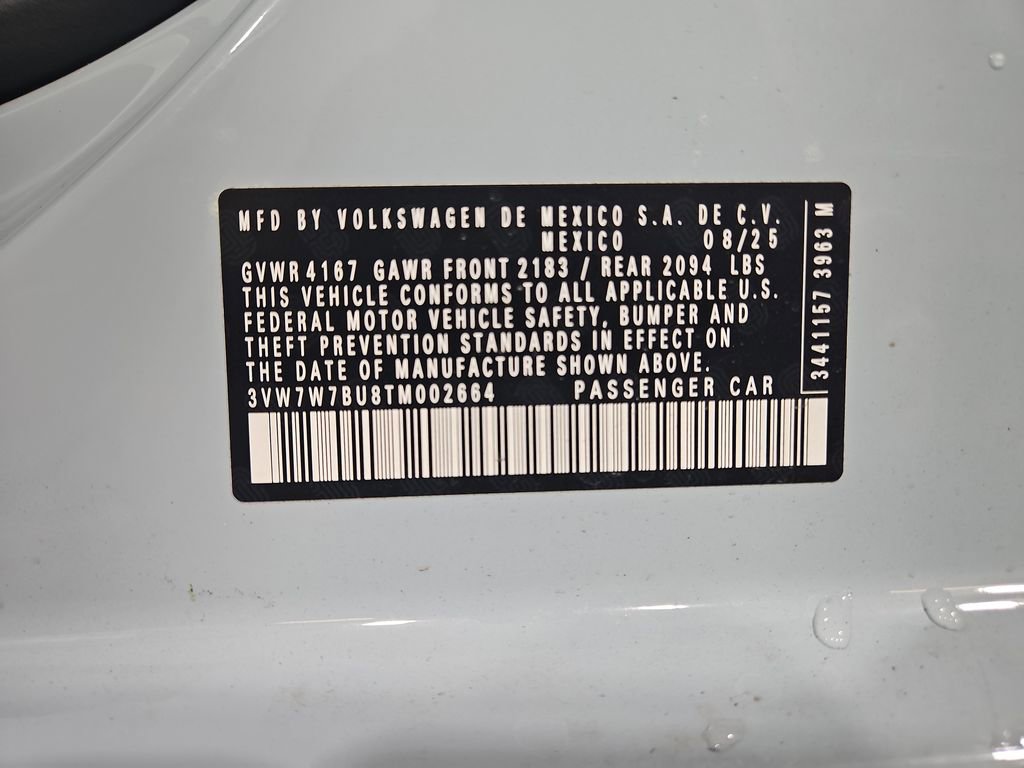 MFD BY VOLKSWAGEN DE MEXICO S.A. DE C.V.
MEXICO 08/25
GVWR 4167 GAWR FRONT 2183 / REAR 2094 LBS
THIS VEHICLE CONFORMS TO ALL APPLICABLE U.S.
FEDERAL MOTOR VEHICLE SAFETY, BUMPER AND
THEFT PREVENTION STANDARDS IN EFFECT ON
THE DATE OF MANUFACTURE SHOWN ABOVE.
3VW7W7BU8TM002664 PASSENGER CAR
3441157 3963 M